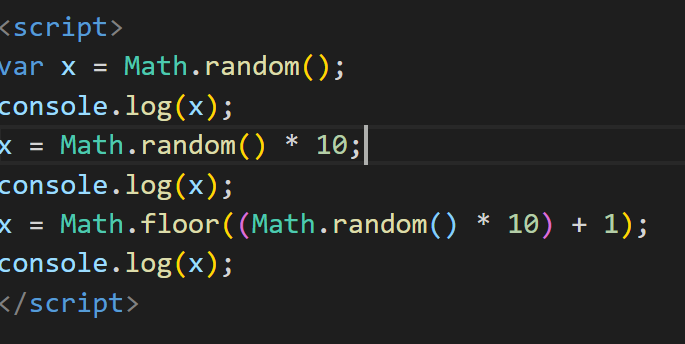 <script>
var x = Math.random();
console.log(x);
x = Math.random() * 10;
console.log(x);
x = Math.floor((Math.random() * 10) + 1);
console.log(x);
</script>